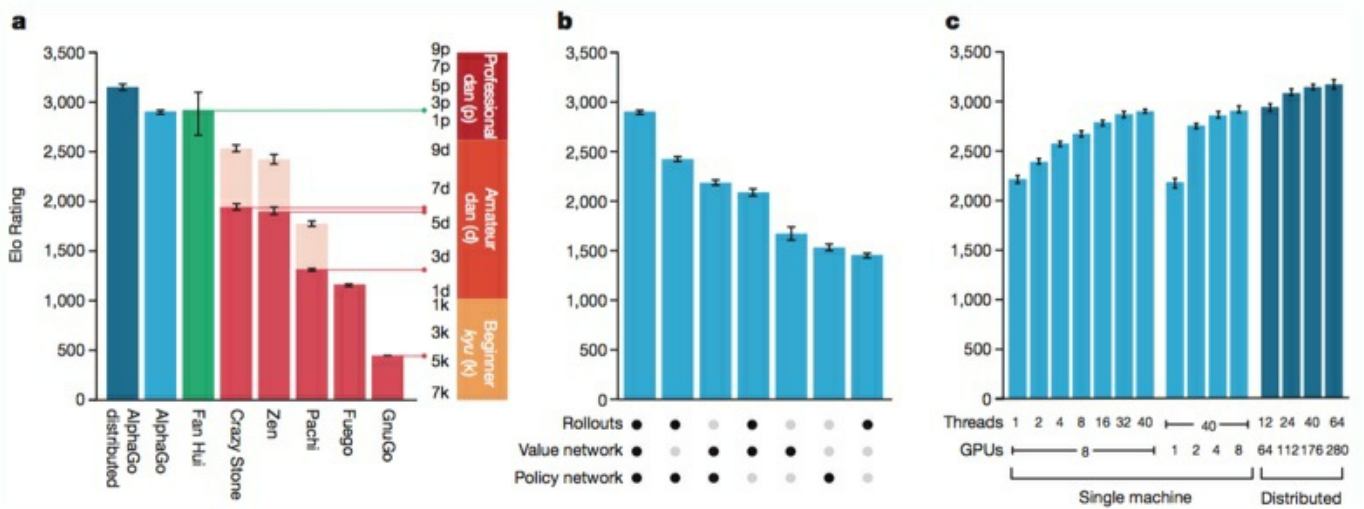 a
3,500
3,000
2,500
2,000
1,500
1,000
500
0
Elo Rating
AlphaGo distributed
AlphaGo
Fan Hui
Crazy Stone
Zen
Pachi
Fuego
GnuGo
9p
7p
5p
3p
1p
9d
7d
5d
3d
1d
1k
3k
5k
7k
Professional dan (p)
Amateur dan (d)
Beginner kyu (k)
b
3,500
3,000
2,500
2,000
1,500
1,000
500
0
Rollouts
Value network
Policy network
c
3,500
3,000
2,500
2,000
1,500
1,000
500
0
Threads 1 2 4 8 16 32 40 40 12 24 40 64
GPUs 8 1 2 4 8 64 112 176 280
Single machine Distributed